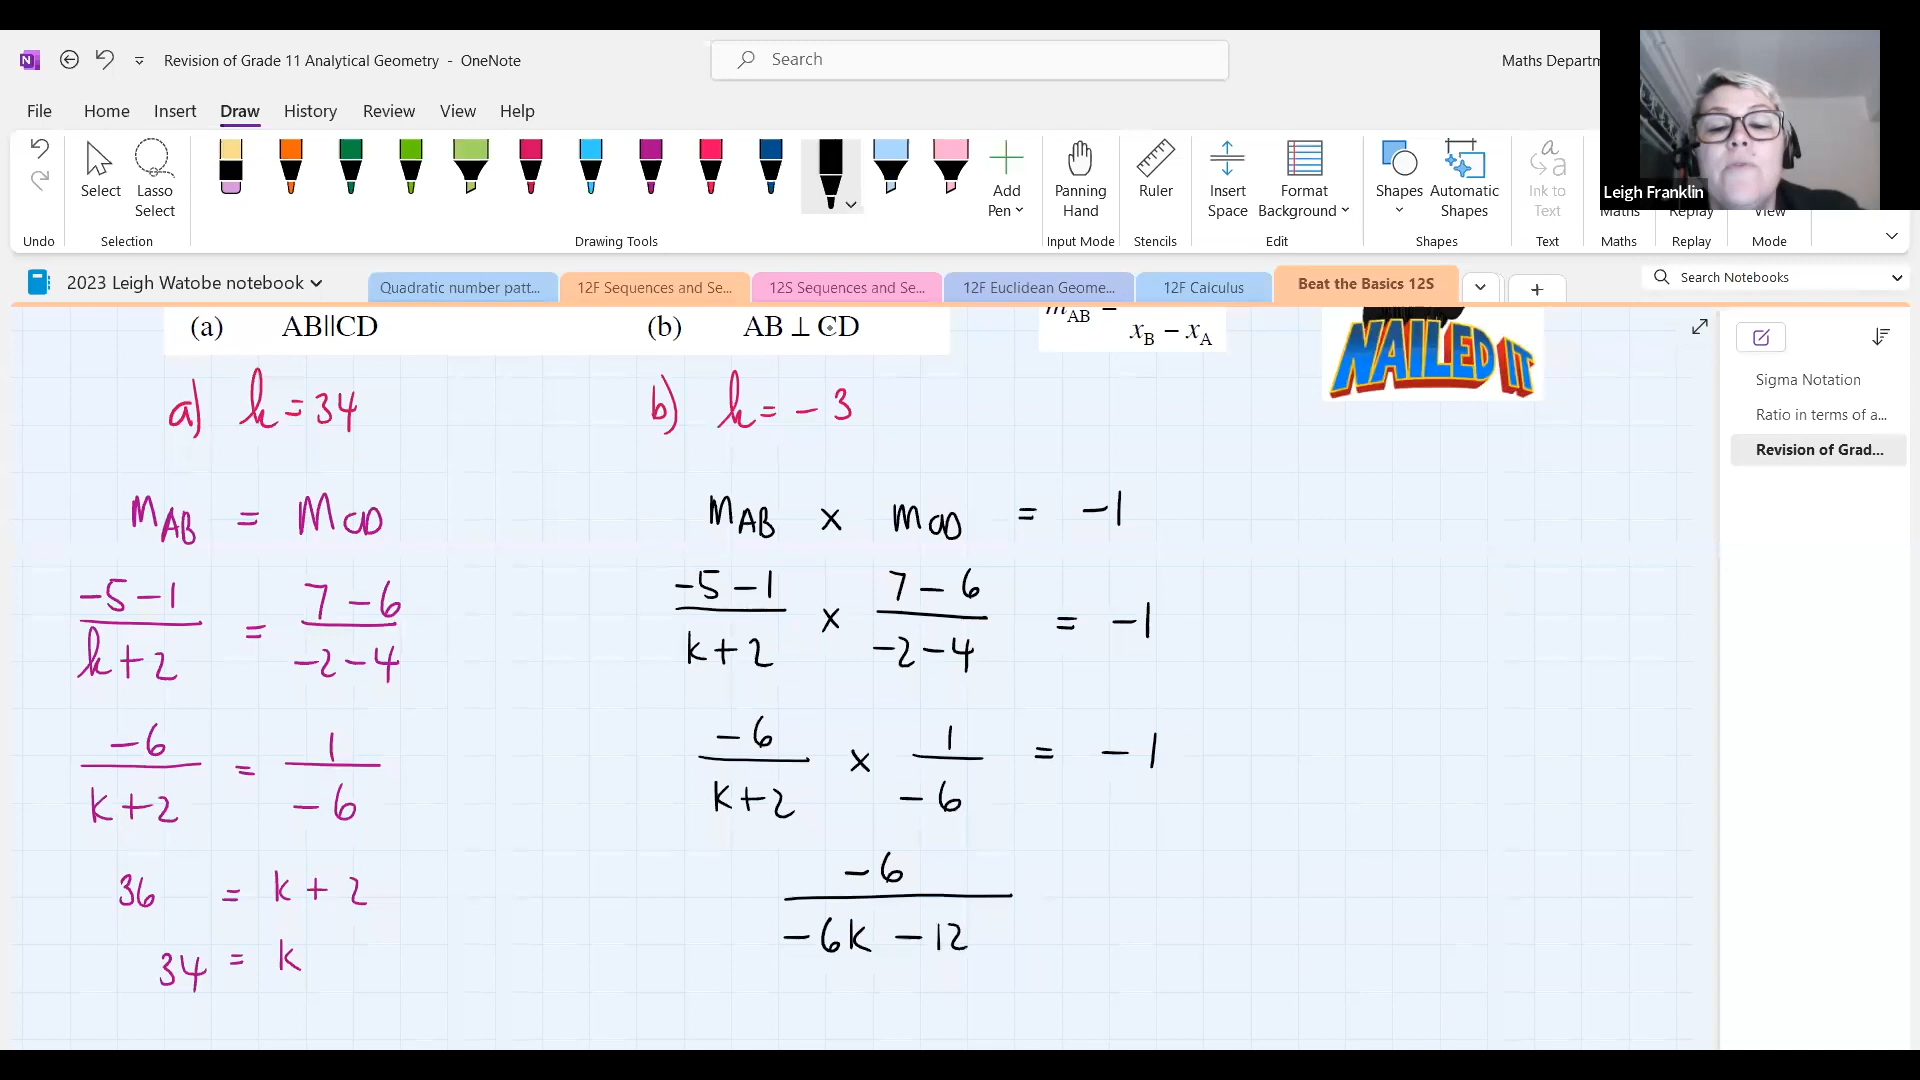 Revision of Grade 11 Analytical Geometry - OneNote
Search
Maths Departm
File Home Insert Draw History Review View Help
Select
Lasso Select
Add Pen
Panning Hand
Ruler
Insert Space
Format Background
Shapes
Automatic Shapes
Ink to Text
Maths
Replay
View
Leigh Franklin
Undo Selection Drawing Tools Input Mode Stencils Edit Shapes Text Maths Replay Mode
2023 Leigh Watobe notebook
Quadratic number patt...
12F Sequences and Se...
12S Sequences and Se...
12F Euclidean Geome...
12F Calculus
Beat the Basics 12S
+
Search Notebooks
(a) AB||CD (b) AB ⊥ CD
m_AB = / x_B − x_A
NAILED IT
Sigma Notation
Ratio in terms of a...
Revision of Grad...
a) k = 34
m_AB = m_CD
(-5-1)/(k+2) = (7-6)/(-2-4)
-6/(k+2) = 1/-6
36 = k + 2
34 = k
b) k = -3
m_AB × m_CD = -1
(-5-1)/(k+2) × (7-6)/(-2-4) = -1
-6/(k+2) × 1/-6 = -1
-6/(-6k -12)